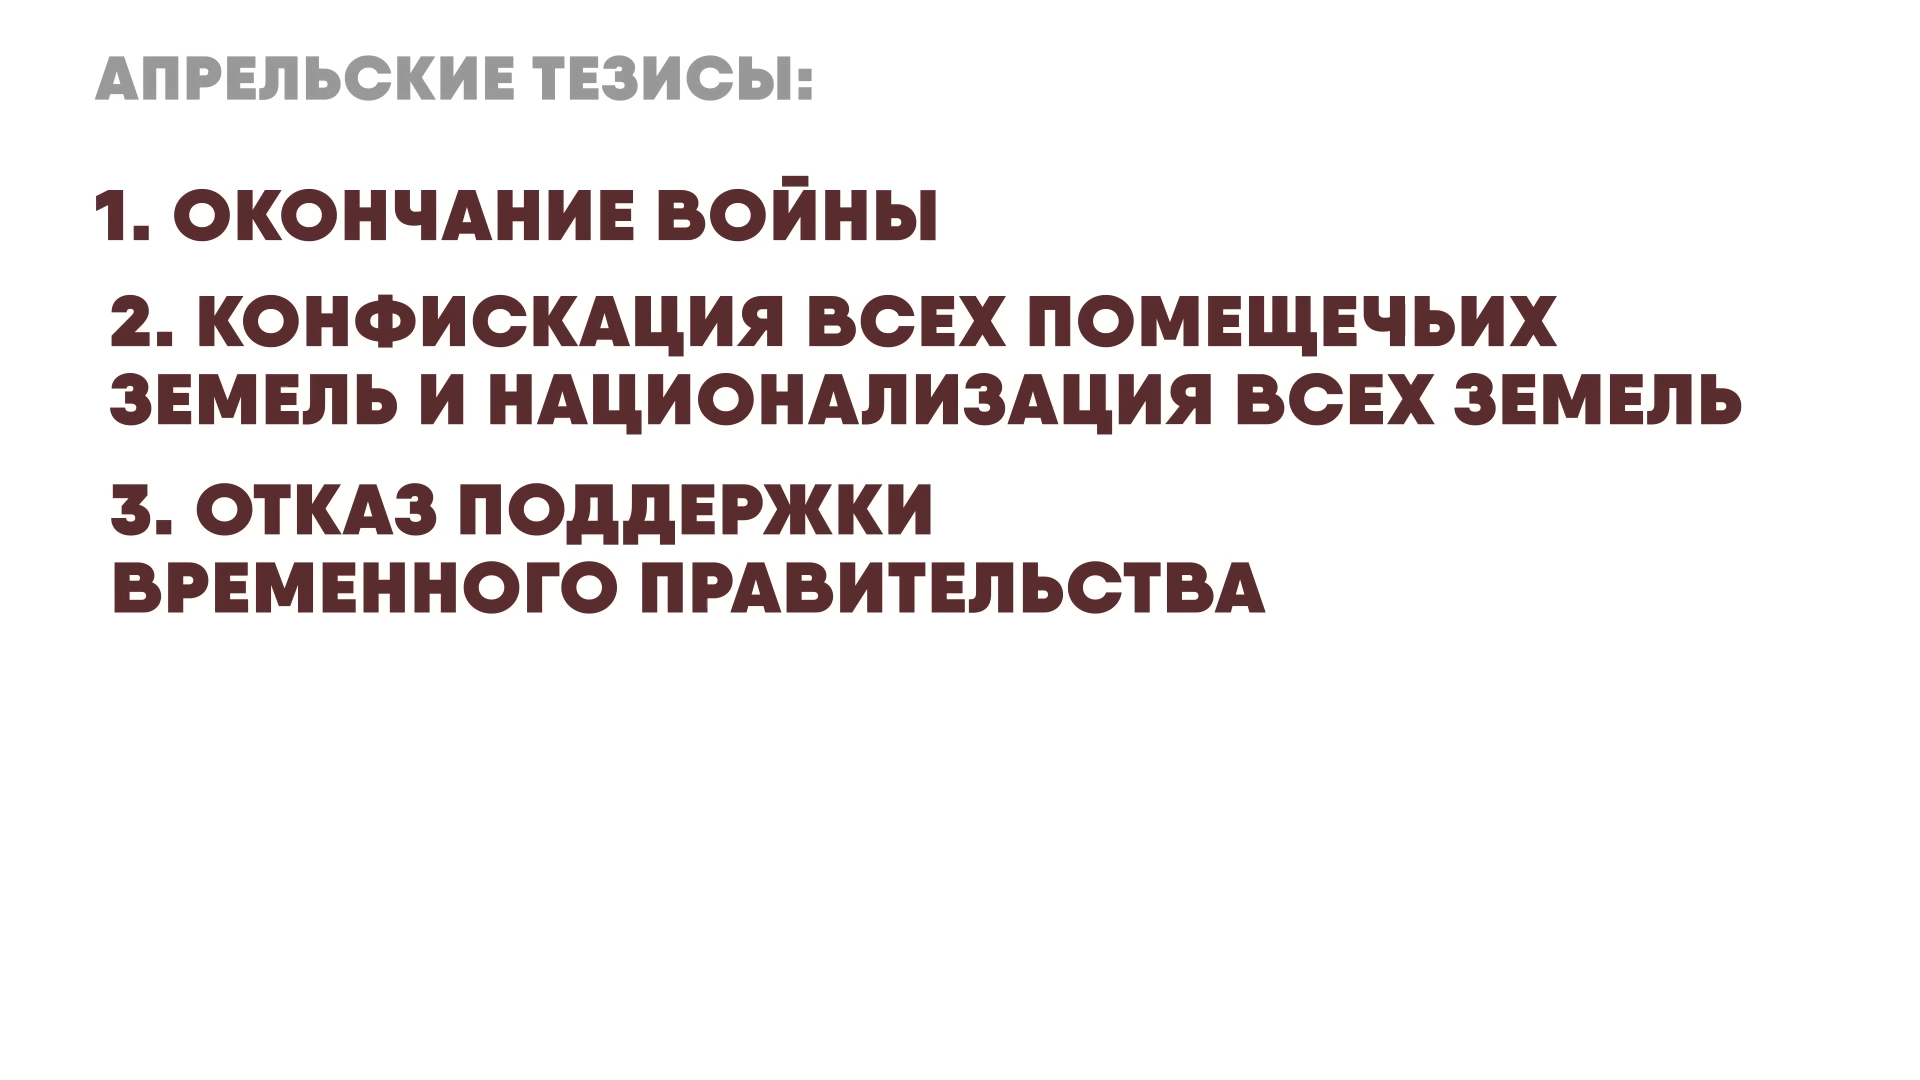 АПРЕЛЬСКИЕ ТЕЗИСЫ:
1. ОКОНЧАНИЕ ВОЙНЫ
2. КОНФИСКАЦИЯ ВСЕХ ПОМЕЩЕЧЬИХ
ЗЕМЕЛЬ И НАЦИОНАЛИЗАЦИЯ ВСЕХ ЗЕМЕЛЬ
3. ОТКАЗ ПОДДЕРЖКИ
ВРЕМЕННОГО ПРАВИТЕЛЬСТВА